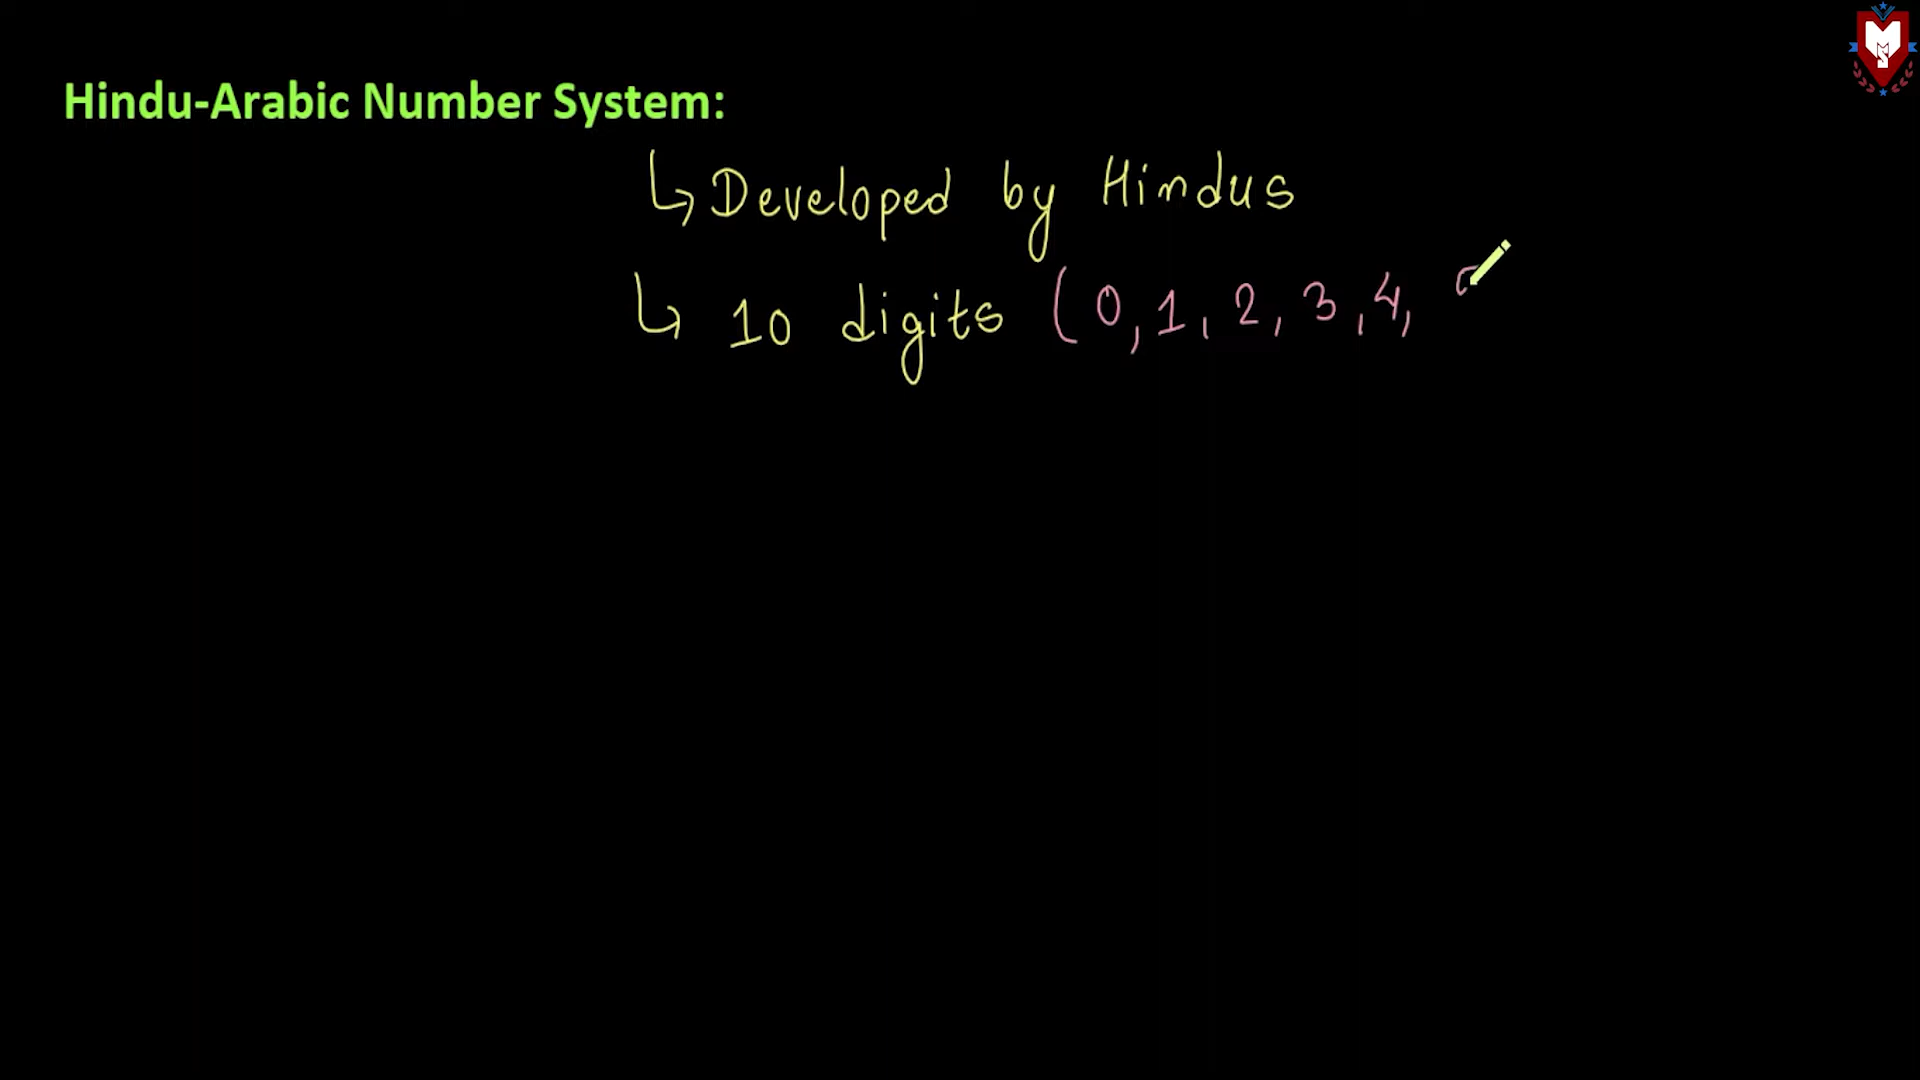 Hindu-Arabic Number System:
↳ Developed by Hindus
↳ 10 digits (0, 1, 2, 3, 4,